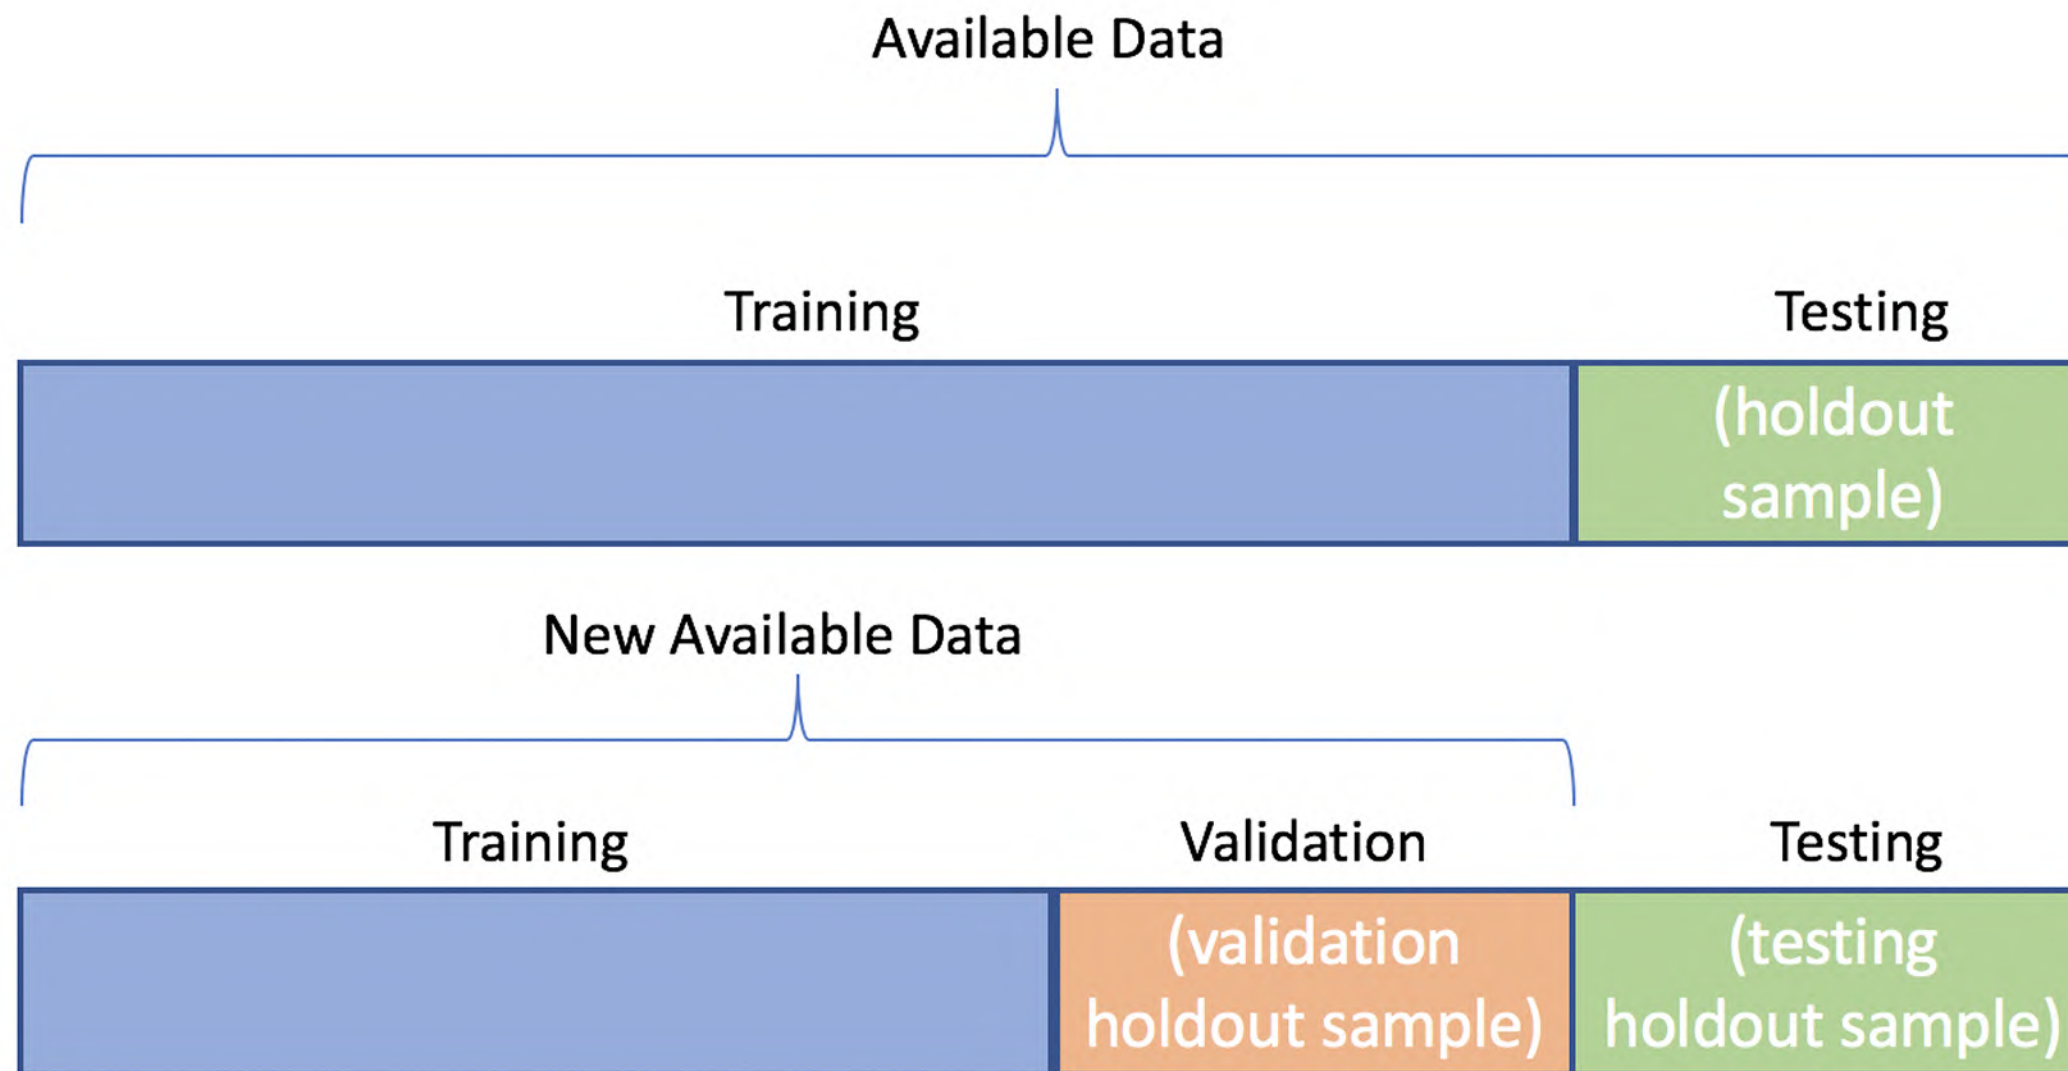 Available Data
Training
Testing
(holdout
sample)
New Available Data
Training
Validation
Testing
(validation
holdout sample)
(testing
holdout sample)